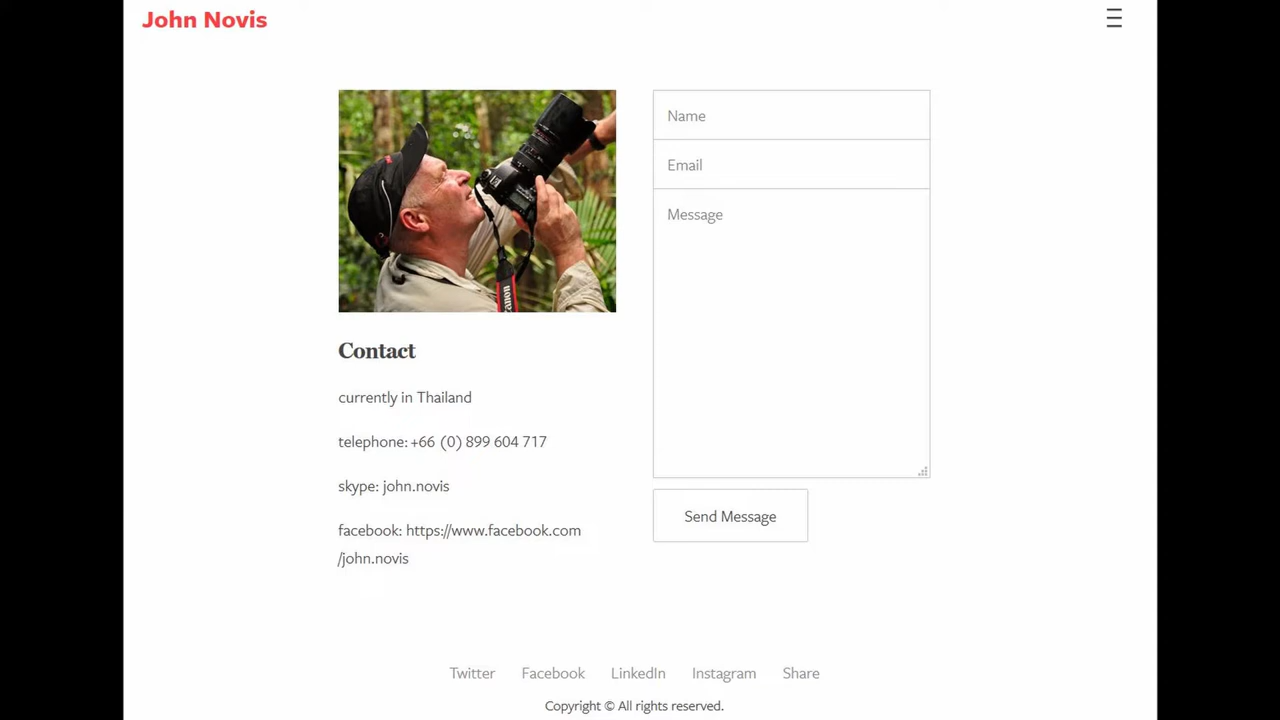 John Novis
Name
Email
Message
Canon
Contact
currently in Thailand
telephone: +66 (0) 899 604 717
skype: john.novis
facebook: https://www.facebook.com
/john.novis
Send Message
Twitter Facebook LinkedIn Instagram Share
Copyright © All rights reserved.